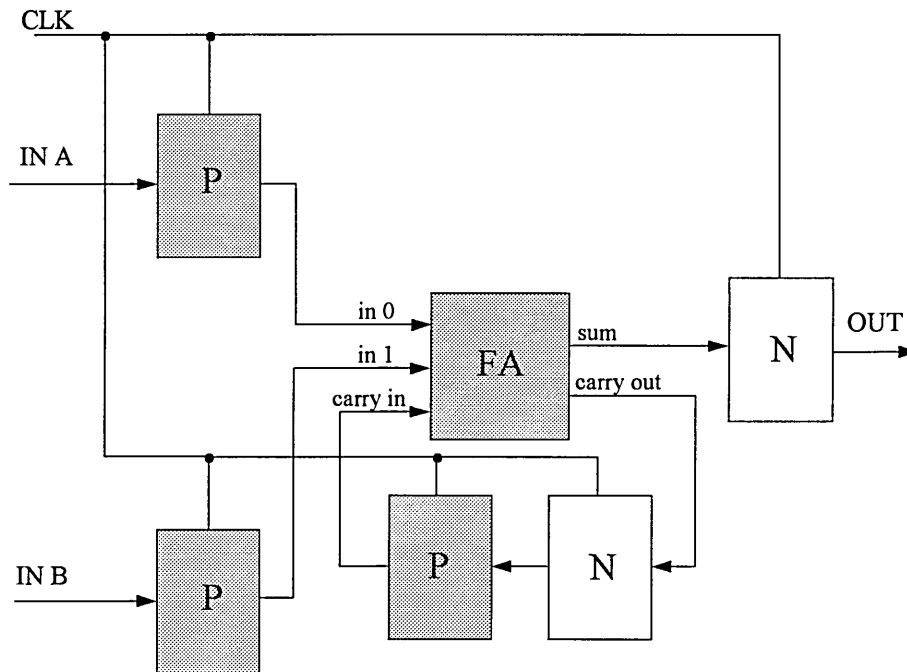 CLK
IN A
P
in 0
in 1
carry in
FA
sum
carry out
N
OUT
IN B
P
P
N